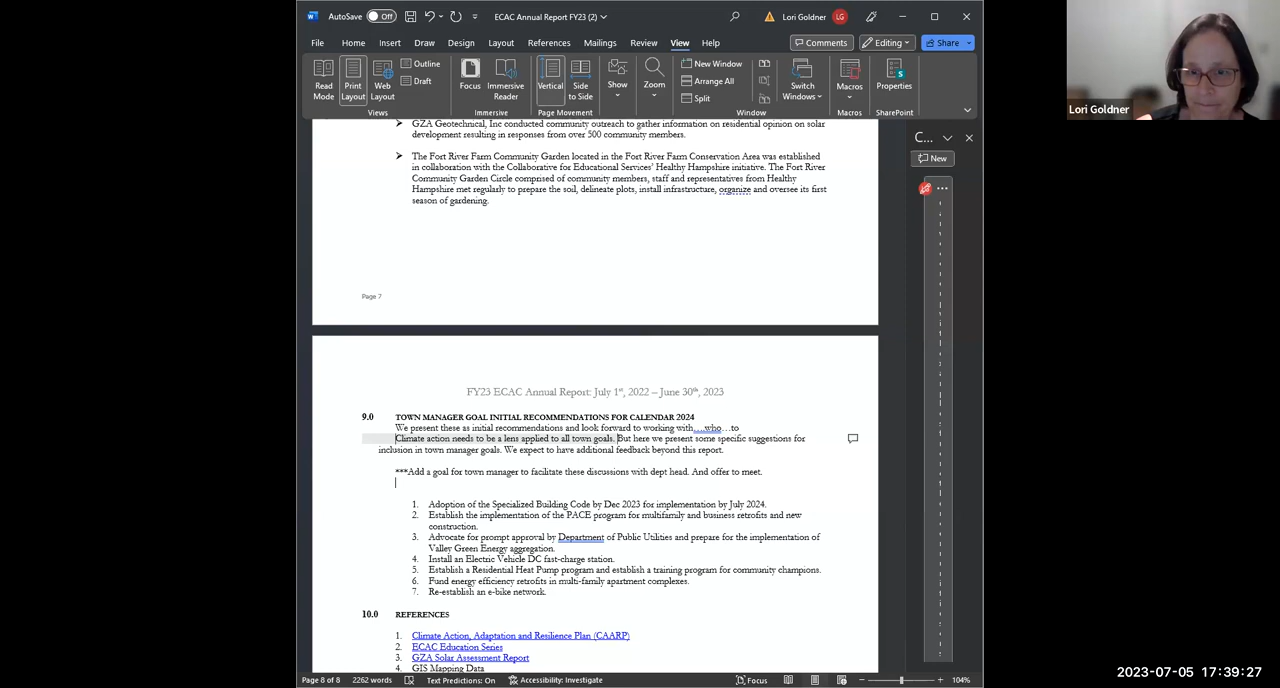 AutoSave Off ECAC Annual Report FY23 (2) Lori Goldner LG
File Home Insert Draw Design Layout References Mailings Review View Help Comments Editing Share
Read Mode Print Layout Web Layout Outline Draft Focus Immersive Reader Vertical Side to Side Show Zoom New Window Arrange All Split Switch Windows Macros Properties
Views Immersive Page Movement Window Macros SharePoint
Lori Goldner
C...
New
GZA Geotechnical, Inc conducted community outreach to gather information on residential opinion on solar
development resulting in responses from over 500 community members.
The Fort River Farm Community Garden located in the Fort River Farm Conservation Area was established
in collaboration with the Collaborative for Educational Services' Healthy Hampshire initiative. The Fort River
Community Garden Circle comprised of community members, staff and representatives from Healthy
Hampshire met regularly to prepare the soil, delineate plots, install infrastructure, organize and oversee its first
season of gardening.
Page 7
FY23 ECAC Annual Report: July 1st, 2022 – June 30th, 2023
9.0 TOWN MANAGER GOAL INITIAL RECOMMENDATIONS FOR CALENDAR 2024
We present these as initial recommendations and look forward to working with….who…to
Climate action needs to be a lens applied to all town goals. But here we present some specific suggestions for
inclusion in town manager goals. We expect to have additional feedback beyond this report.
***Add a goal for town manager to facilitate these discussions with dept head. And offer to meet.
1. Adoption of the Specialized Building Code by Dec 2023 for implementation by July 2024.
2. Establish the implementation of the PACE program for multifamily and business retrofits and new
construction.
3. Advocate for prompt approval by Department of Public Utilities and prepare for the implementation of
Valley Green Energy aggregation.
4. Install an Electric Vehicle DC fast-charge station.
5. Establish a Residential Heat Pump program and establish a training program for community champions.
6. Fund energy efficiency retrofits in multi-family apartment complexes.
7. Re-establish an e-bike network.
10.0 REFERENCES
1. Climate Action, Adaptation and Resilience Plan (CAARP)
2. ECAC Education Series
3. GZA Solar Assessment Report
4. GIS Mapping Data
Page 8 of 8 2262 words Text Predictions: On Accessibility: Investigate Focus 104%
2023-07-05 17:39:27